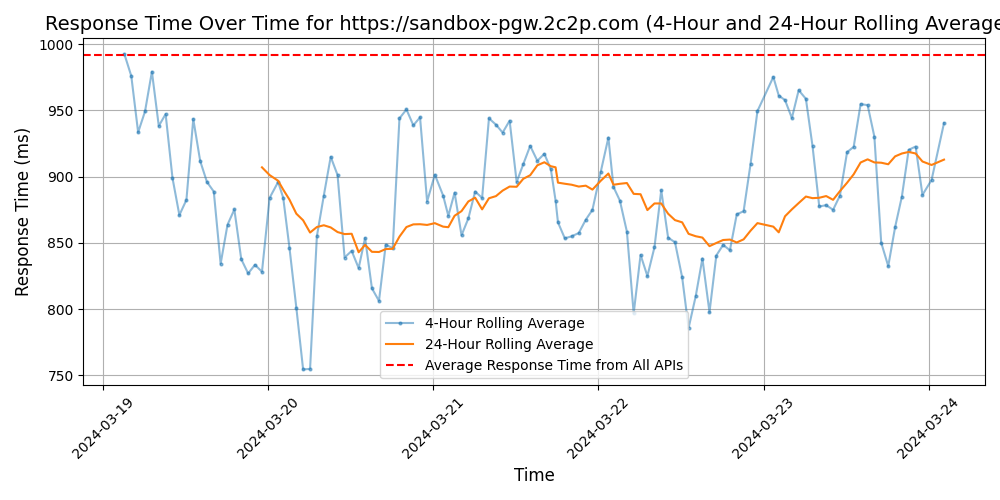 Response Time Over Time for https://sandbox-pgw.2c2p.com (4-Hour and 24-Hour Rolling Average
Response Time (ms)
1000
950
900
850
800
750
4-Hour Rolling Average
24-Hour Rolling Average
Average Response Time from All APIs
2024-03-19
2024-03-20
2024-03-21
2024-03-22
2024-03-23
2024-03-24
Time